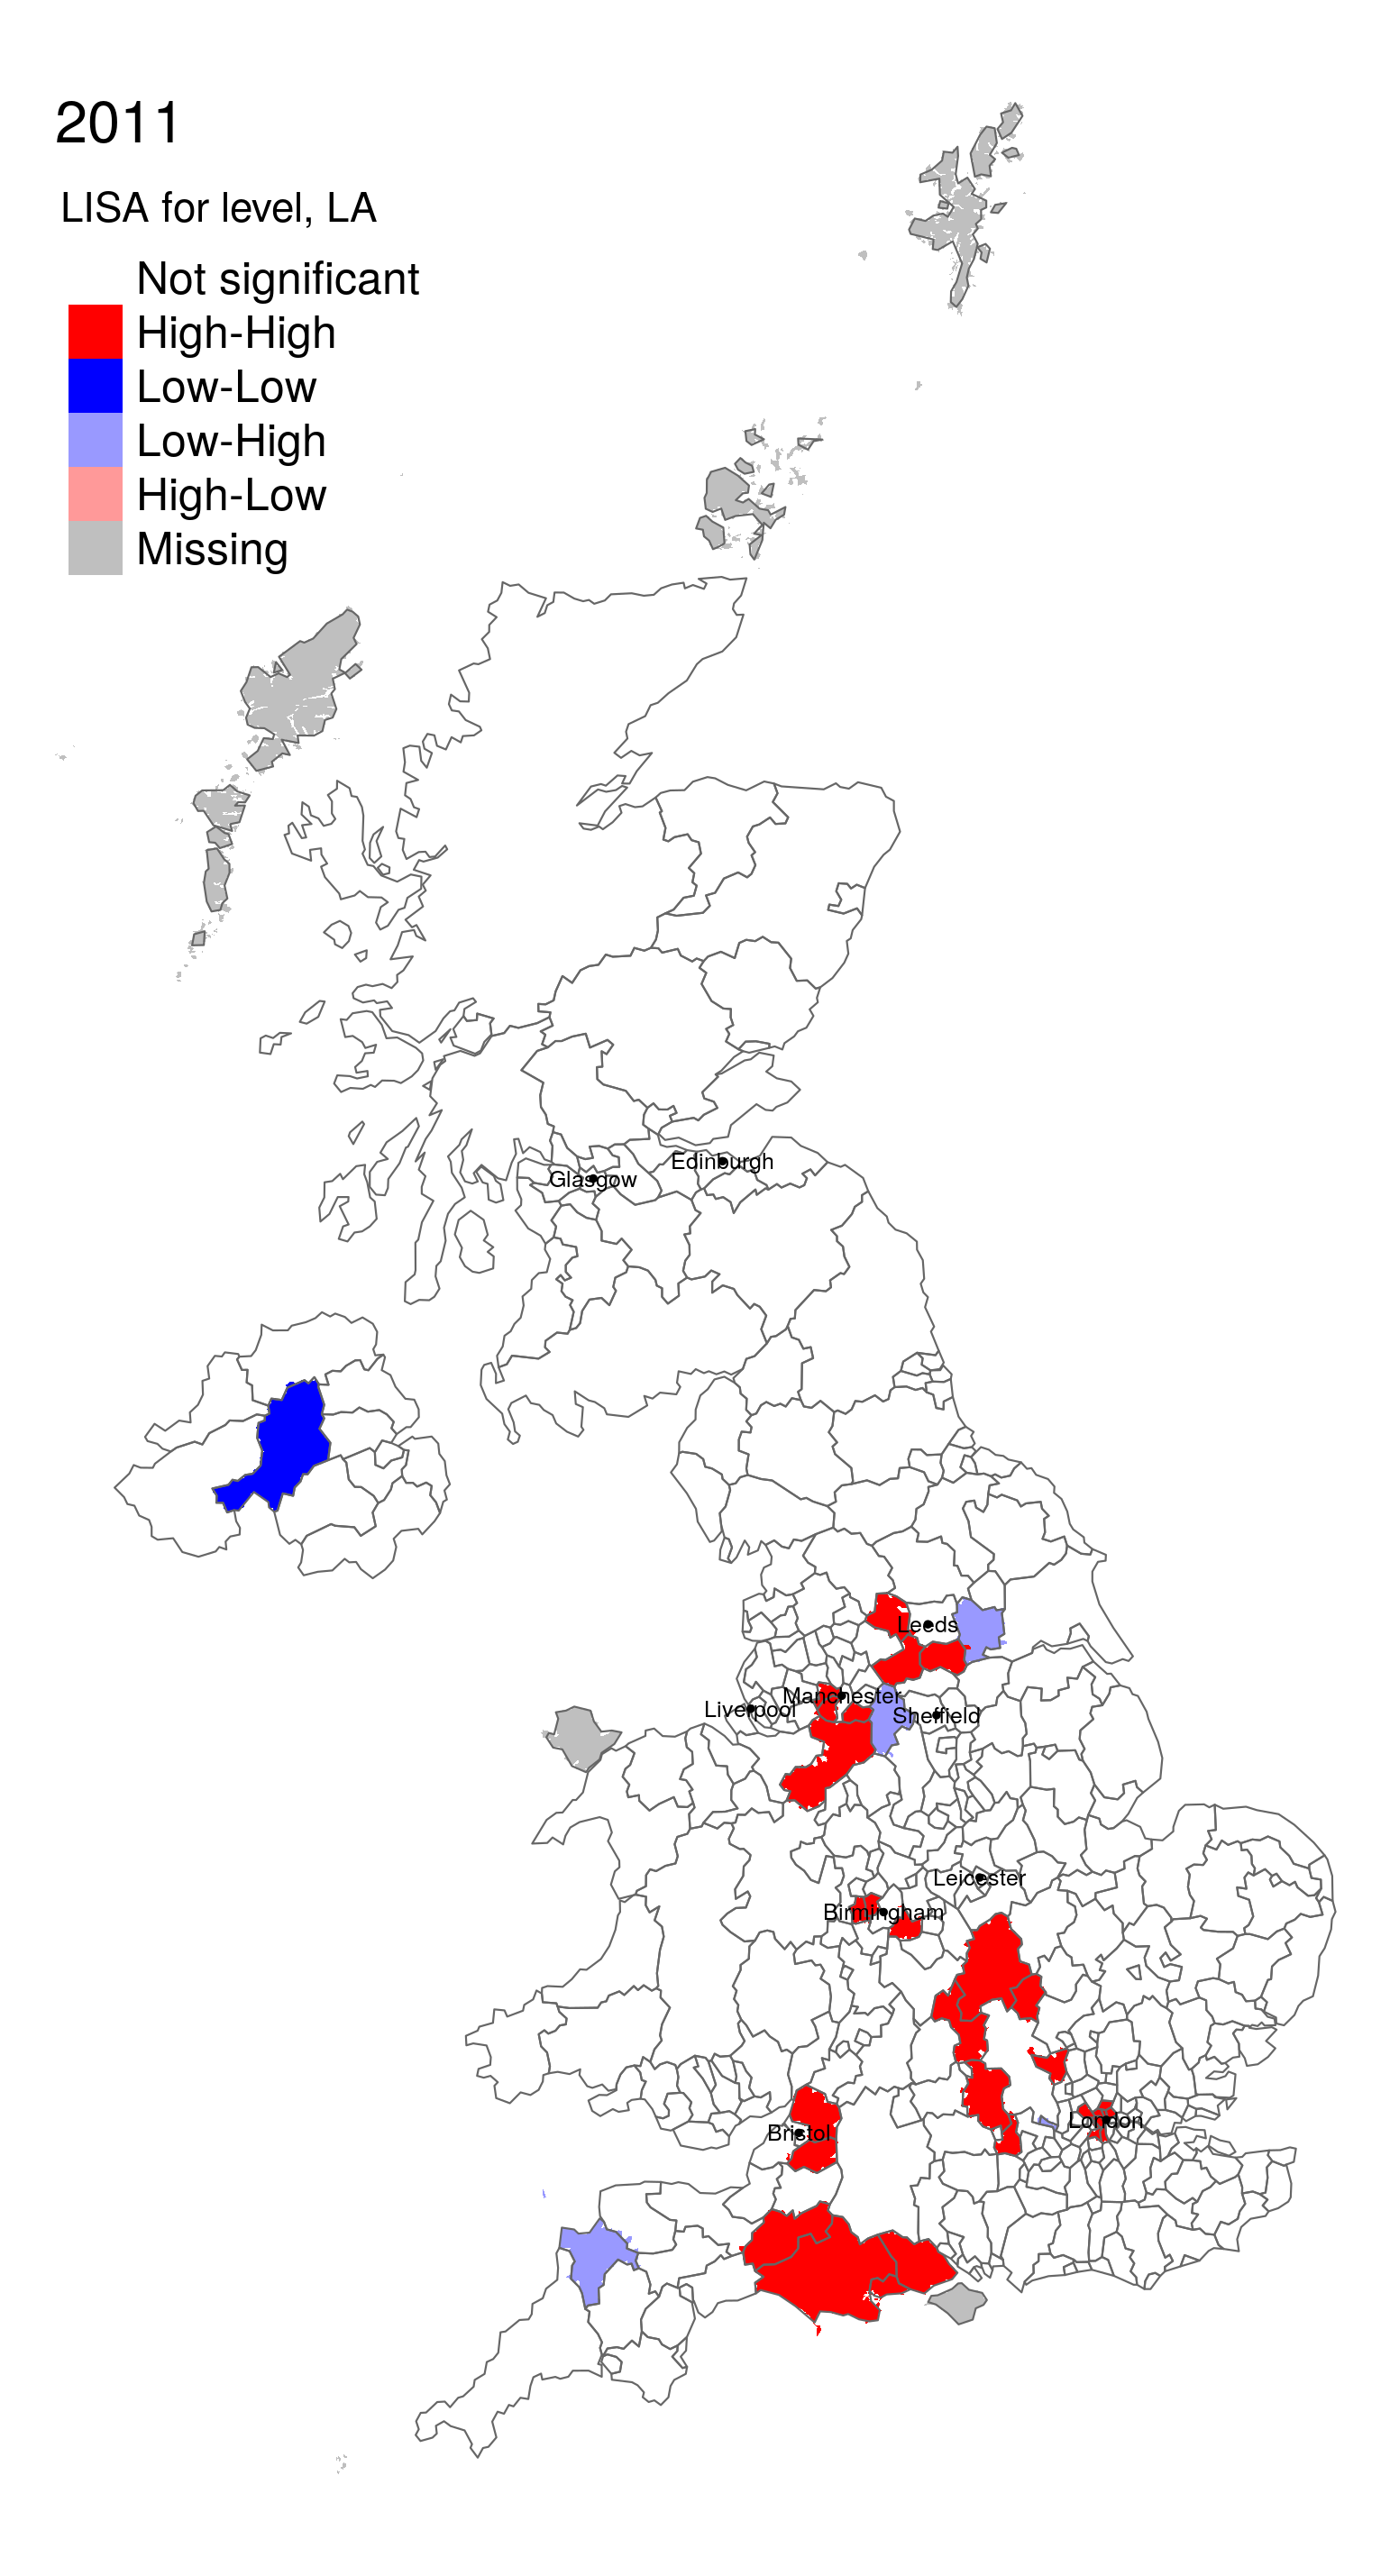 2011
LISA for level, LA
Not significant
High-High
Low-Low
Low-High
High-Low
Missing
Edinburgh
Glasgow
Leeds
Manchester
Liverpool
Sheffield
Leicester
Birmingham
London
Bristol